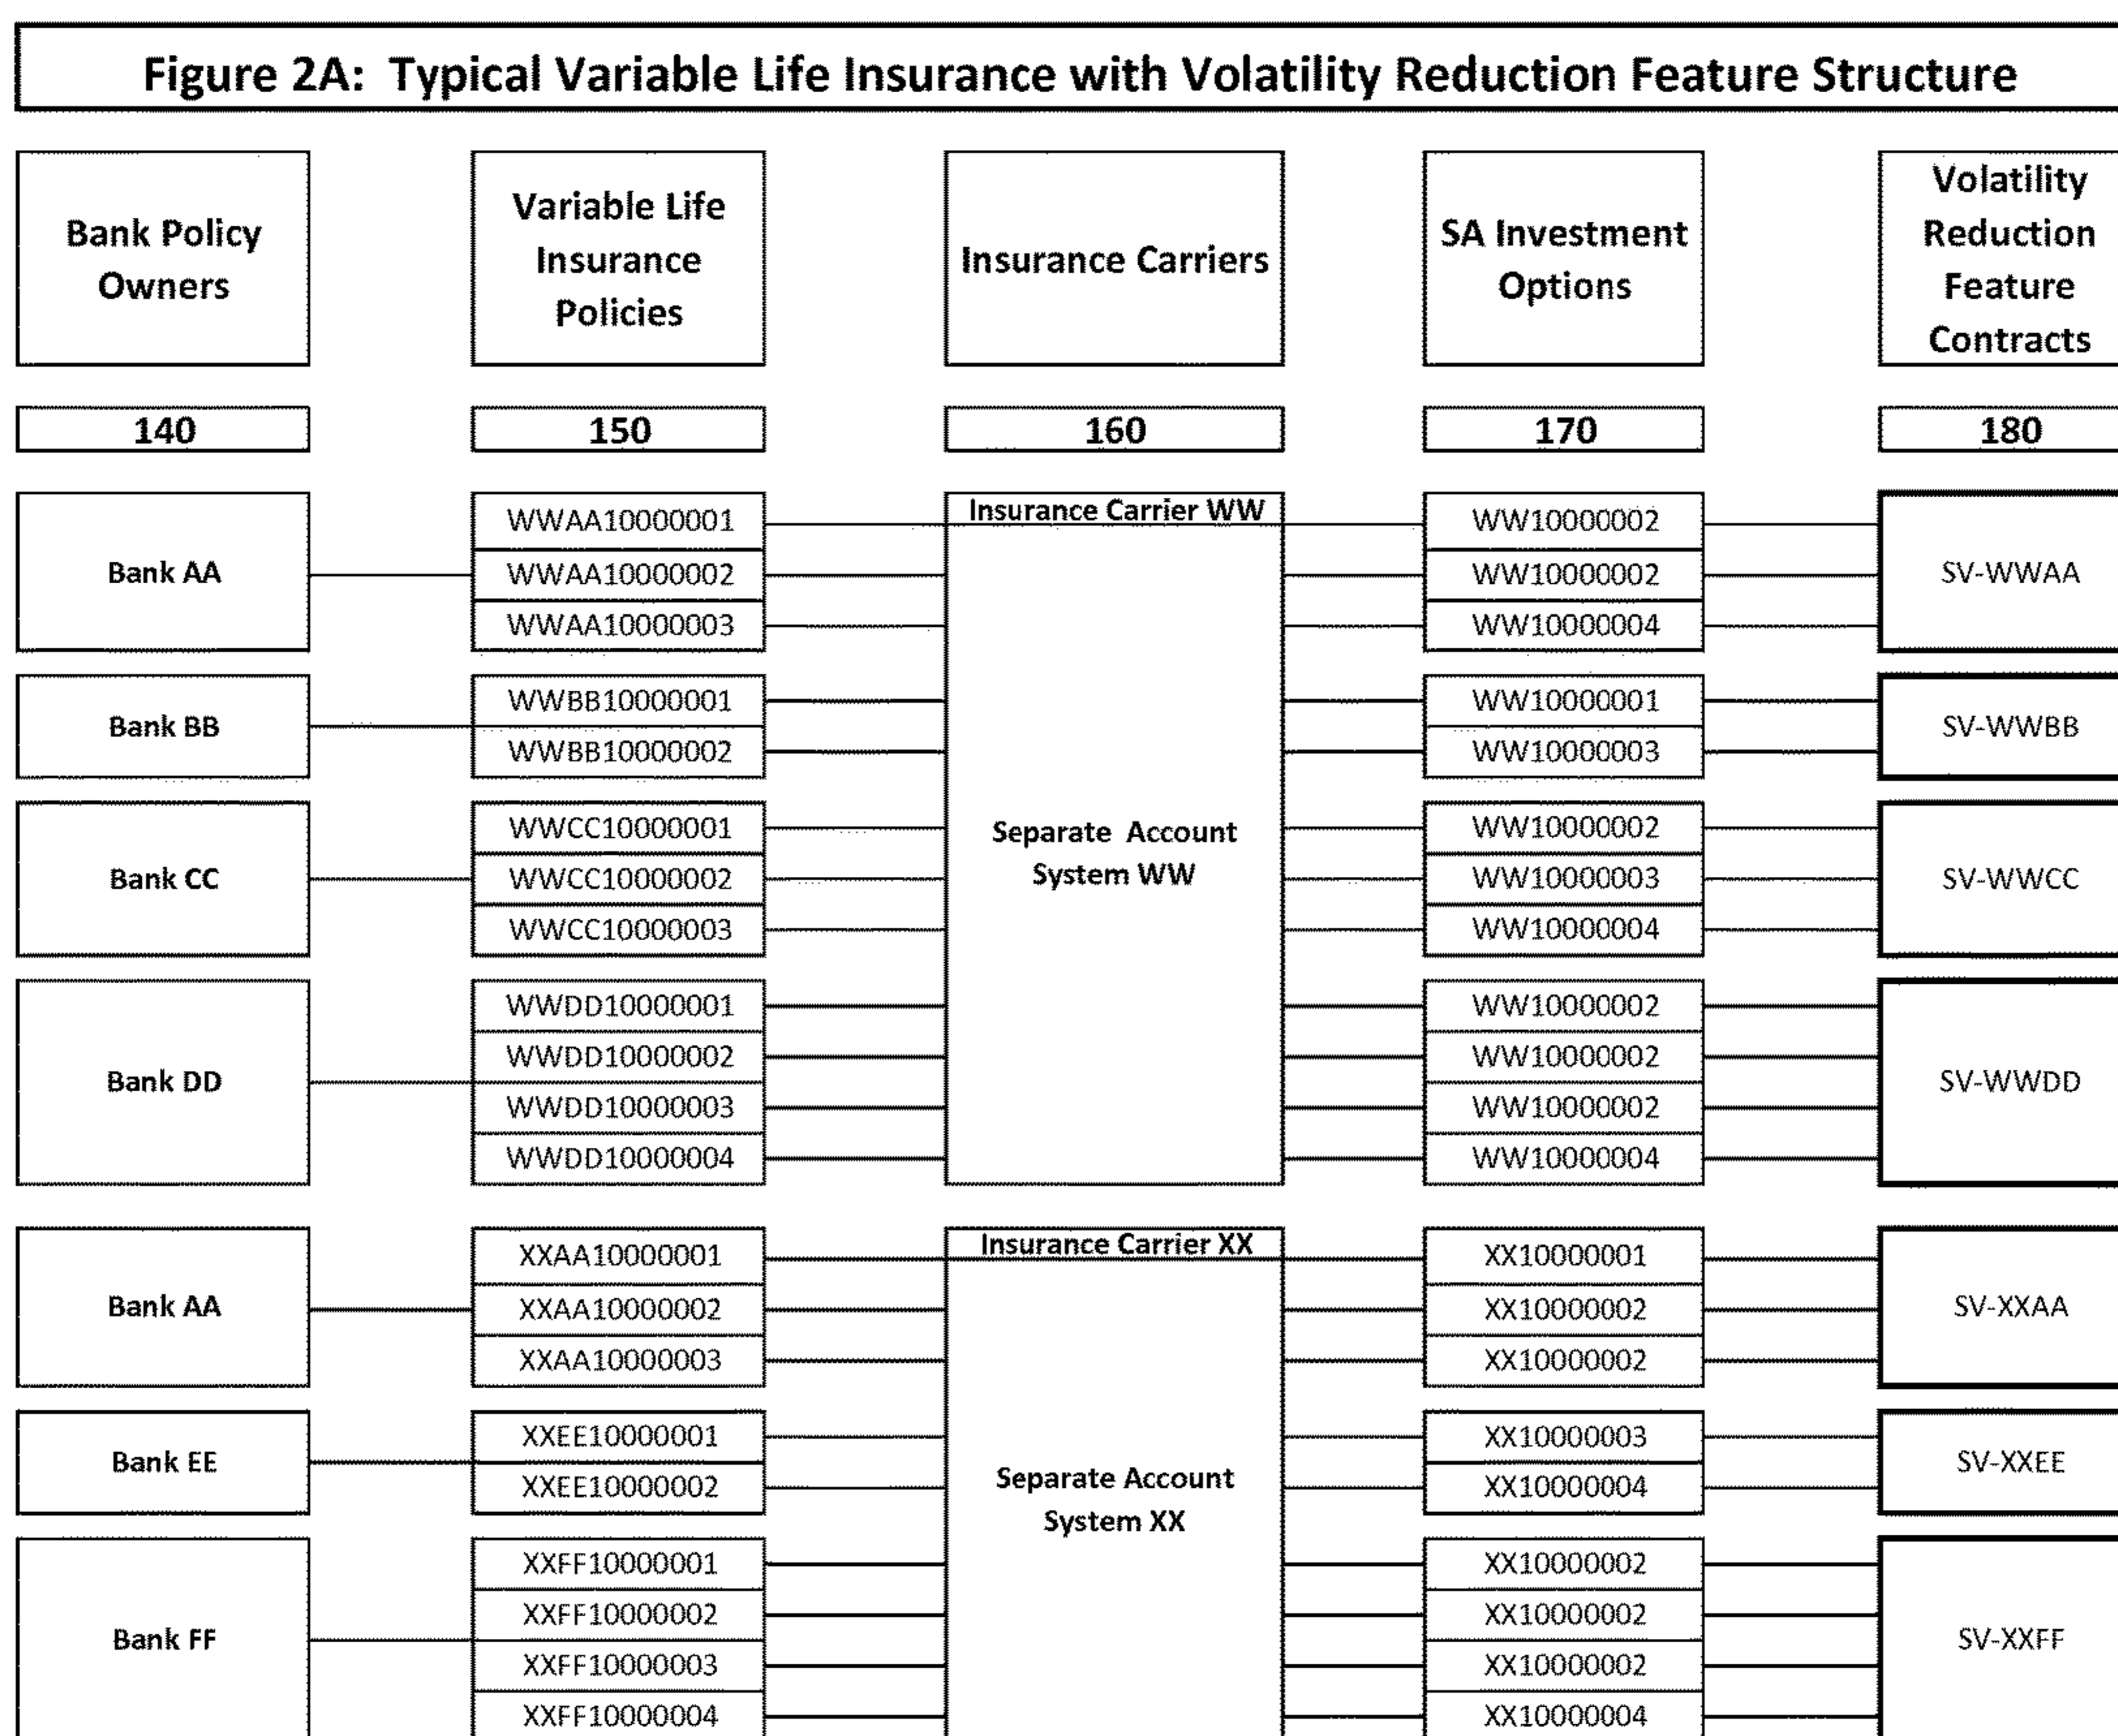 Figure 2A: Typical Variable Life Insurance with Volatility Reduction Feature Structure
Bank Policy
Owners
Variable Life
Insurance
Policies
Insurance Carriers
SA Investment
Options
Volatility
Reduction
Feature
Contracts
140
150
160
170
180
Bank AA
WWAA10000001
WWAA10000002
WWAA10000003
Insurance Carrier WW
WW10000002
WW10000002
WW10000004
SV-WWAA
Bank BB
WWBB10000001
WWBB10000002
WW10000001
WW10000003
SV-WWBB
Bank CC
WWCC10000001
WWCC10000002
WWCC10000003
Separate Account
System WW
WW10000002
WW10000003
WW10000004
SV-WWCC
Bank DD
WWDD10000001
WWDD10000002
WWDD10000003
WWDD10000004
WW10000002
WW10000002
WW10000002
WW10000004
SV-WWDD
Bank AA
XXAA10000001
XXAA10000002
XXAA10000003
Insurance Carrier XX
XX10000001
XX10000002
XX10000002
SV-XXAA
Bank EE
XXEE10000001
XXEE10000002
Separate Account
System XX
XX10000003
XX10000004
SV-XXEE
Bank FF
XXFF10000001
XXFF10000002
XXFF10000003
XXFF10000004
XX10000002
XX10000002
XX10000002
XX10000004
SV-XXFF